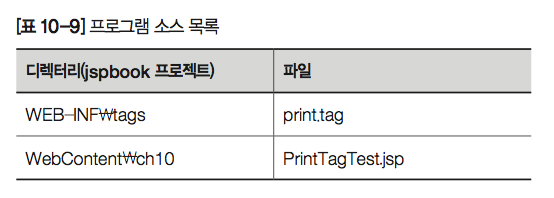 [표 10-9] 프로그램 소스 목록
디렉터리(jspbook 프로젝트) 파일
WEB-INF₩tags print.tag
WebContent₩ch10 PrintTagTest.jsp